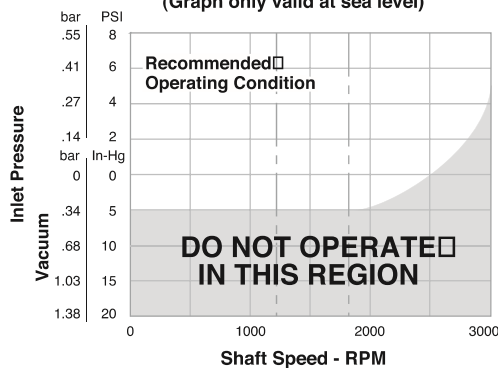 (Graph only valid at sea level)
bar PSI
.55 8
.41 6
.27 4
.14 2
bar In-Hg
0 0
.34 5
.68 10
1.03 15
1.38 20
Inlet Pressure
Vacuum
Recommended□
Operating Condition
DO NOT OPERATE□
IN THIS REGION
0 1000 2000 3000
Shaft Speed - RPM